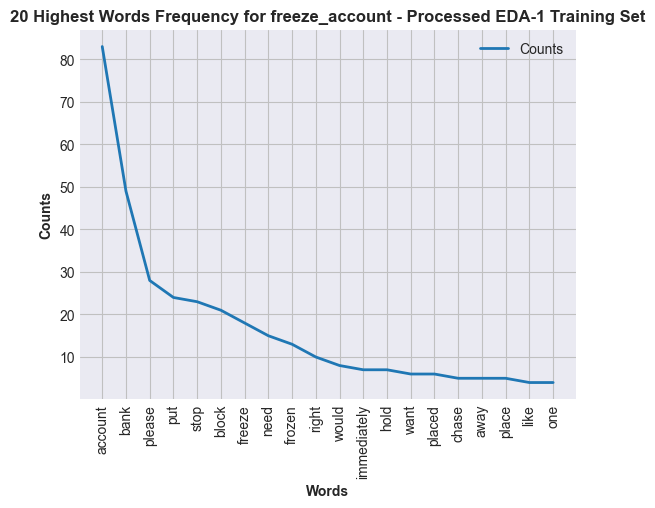 20 Highest Words Frequency for freeze_account - Processed EDA-1 Training Set
Counts
80
70
60
50
40
30
20
10
Counts
account
bank
please
put
stop
block
freeze
need
frozen
right
would
immediately
hold
want
placed
chase
away
place
like
one
Words